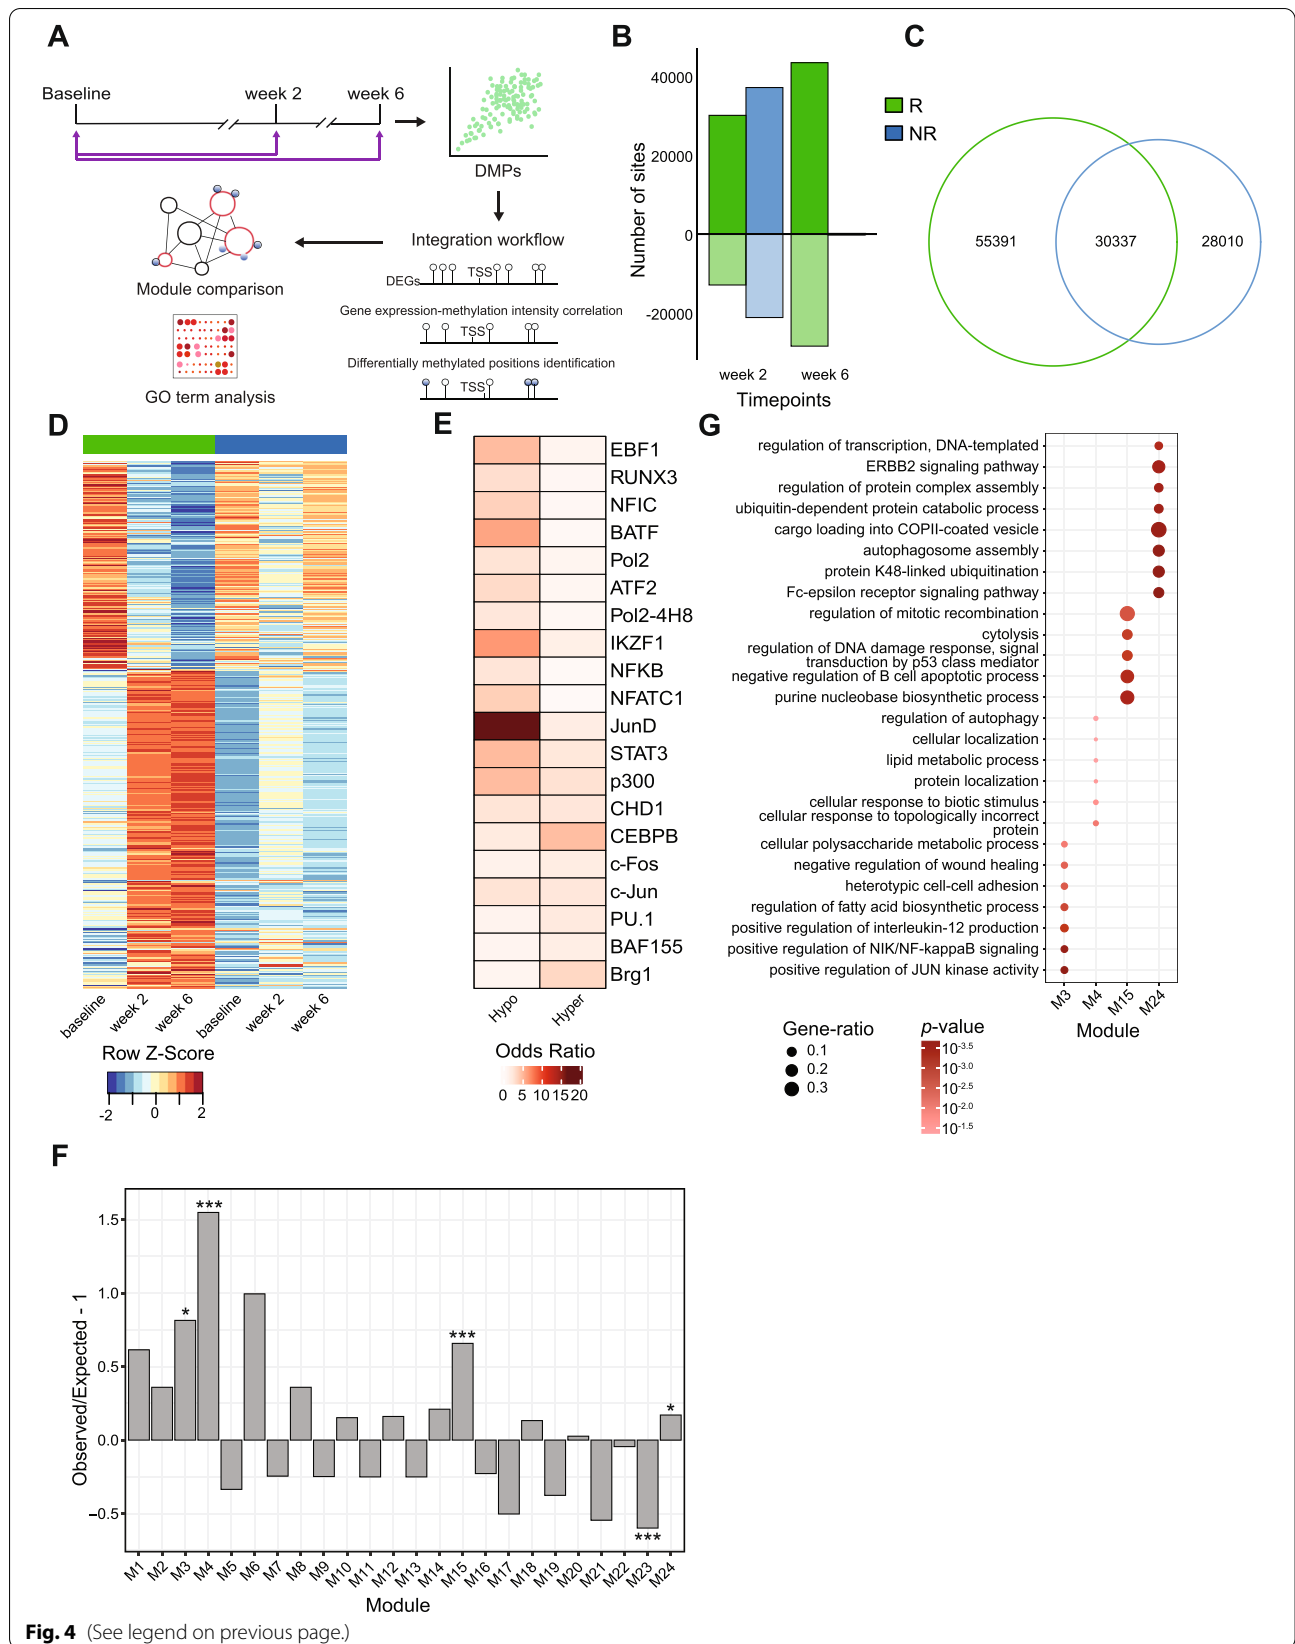 A
Baseline
week 2
week 6
DMPs
Integration workflow
DEGs
TSS
Gene expression-methylation intensity correlation
TSS
Differentially methylated positions identification
TSS
Module comparison
GO term analysis
B
Number of sites
40000
20000
0
-20000
week 2
week 6
Timepoints
R
NR
C
55391
30337
28010
D
baseline
week 2
week 6
baseline
week 2
week 6
Row Z-Score
-2
0
2
E
EBF1
RUNX3
NFIC
BATF
Pol2
ATF2
Pol2-4H8
IKZF1
NFKB
NFATC1
JunD
STAT3
p300
CHD1
CEBPB
c-Fos
c-Jun
PU.1
BAF155
Brg1
Hypo
Hyper
Odds Ratio
0 5 10 15 20
G
regulation of transcription, DNA-templated
ERBB2 signaling pathway
regulation of protein complex assembly
ubiquitin-dependent protein catabolic process
cargo loading into COPII-coated vesicle
autophagosome assembly
protein K48-linked ubiquitination
Fc-epsilon receptor signaling pathway
regulation of mitotic recombination
cytolysis
regulation of DNA damage response, signal
transduction by p53 class mediator
negative regulation of B cell apoptotic process
purine nucleobase biosynthetic process
regulation of autophagy
cellular localization
lipid metabolic process
protein localization
cellular response to biotic stimulus
cellular response to topologically incorrect
protein
cellular polysaccharide metabolic process
negative regulation of wound healing
heterotypic cell-cell adhesion
regulation of fatty acid biosynthetic process
positive regulation of interleukin-12 production
positive regulation of NIK/NF-kappaB signaling
positive regulation of JUN kinase activity
M3
M4
M15
M24
Module
Gene-ratio
0.1
0.2
0.3
p-value
10-3.5
10-3.0
10-2.5
10-2.0
10-1.5
F
Observed/Expected - 1
1.5
1.0
0.5
0.0
−0.5
*
***
***
***
*
M1
M2
M3
M4
M5
M6
M7
M8
M9
M10
M11
M12
M13
M14
M15
M16
M17
M18
M19
M20
M21
M22
M23
M24
Module
Fig. 4 (See legend on previous page.)